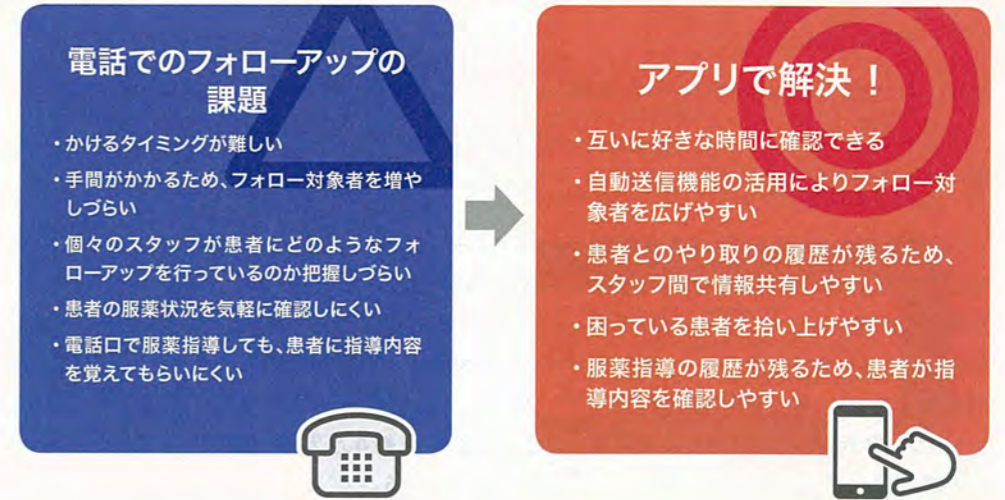 電話でのフォローアップの
課題
・かけるタイミングが難しい
・手間がかかるため、フォロー対象者を増や
しづらい
・個々のスタッフが患者にどのようなフォ
ローアップを行っているのか把握しづらい
・患者の服薬状況を気軽に確認しにくい
・電話口で服薬指導しても、患者に指導内容
を覚えてもらいにくい
アプリで解決！
・互いに好きな時間に確認できる
・自動送信機能の活用によりフォロー対
象者を広げやすい
・患者とのやり取りの履歴が残るため、
スタッフ間で情報共有しやすい
・困っている患者を拾い上げやすい
・服薬指導の履歴が残るため、患者が指
導内容を確認しやすい